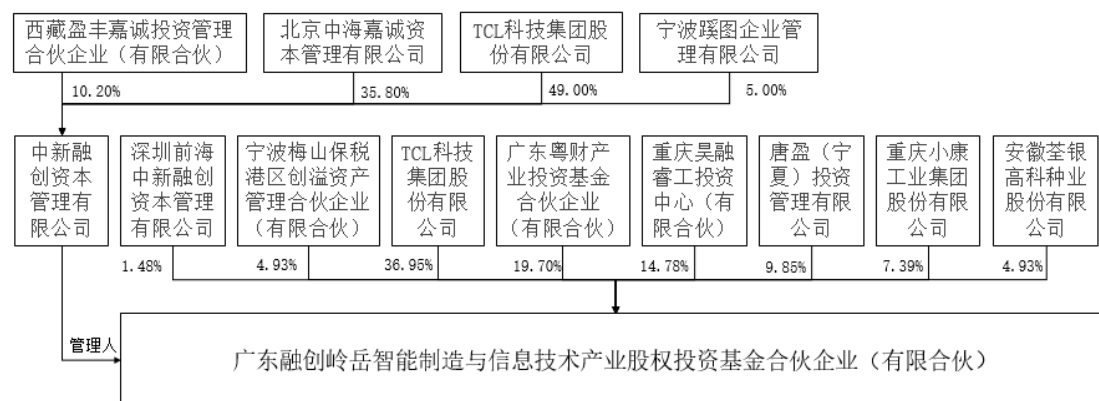 西藏盈丰嘉诚投资管理
合伙企业（有限合伙）
北京中海嘉诚资
本管理有限公司
TCL科技集团股
份有限公司
宁波蹊图企业管
理有限公司
10.20%
35.80%
49.00%
5.00%
中新融
创资本
管理有
限公司
深圳前海
中新融创
资本管理
有限公司
宁波梅山保税
港区创溢资产
管理合伙企业
（有限合伙）
TCL科技
集团股
份有限
公司
广东粤财产
业投资基金
合伙企业
（有限合伙）
重庆昊融
睿工投资
中心（有
限合伙）
唐盈（宁
夏）投资
管理有限
公司
重庆小康
工业集团
股份有限
公司
安徽荃银
高科种业
股份有限
公司
1.48%
4.93%
36.95%
19.70%
14.78%
9.85%
7.39%
4.93%
管理人
广东融创岭岳智能制造与信息技术产业股权投资基金合伙企业（有限合伙）